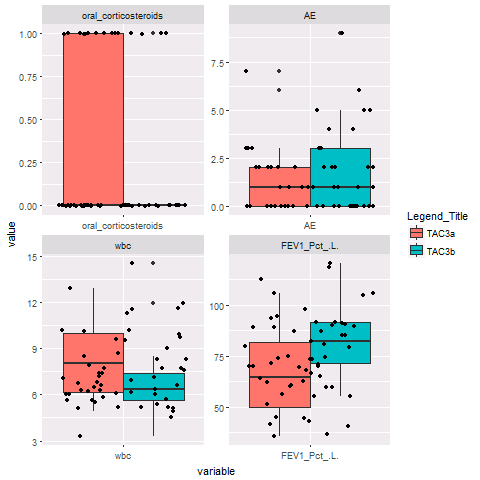 oral_corticosteroids
AE
1.00
0.75
0.50
0.25
0.00
7.5
5.0
2.5
0.0
oral_corticosteroids
AE
value
wbc
FEV1_Pct_.L.
15
12
9
6
3
100
75
50
wbc
FEV1_Pct_.L.
variable
Legend_Title
TAC3a
TAC3b